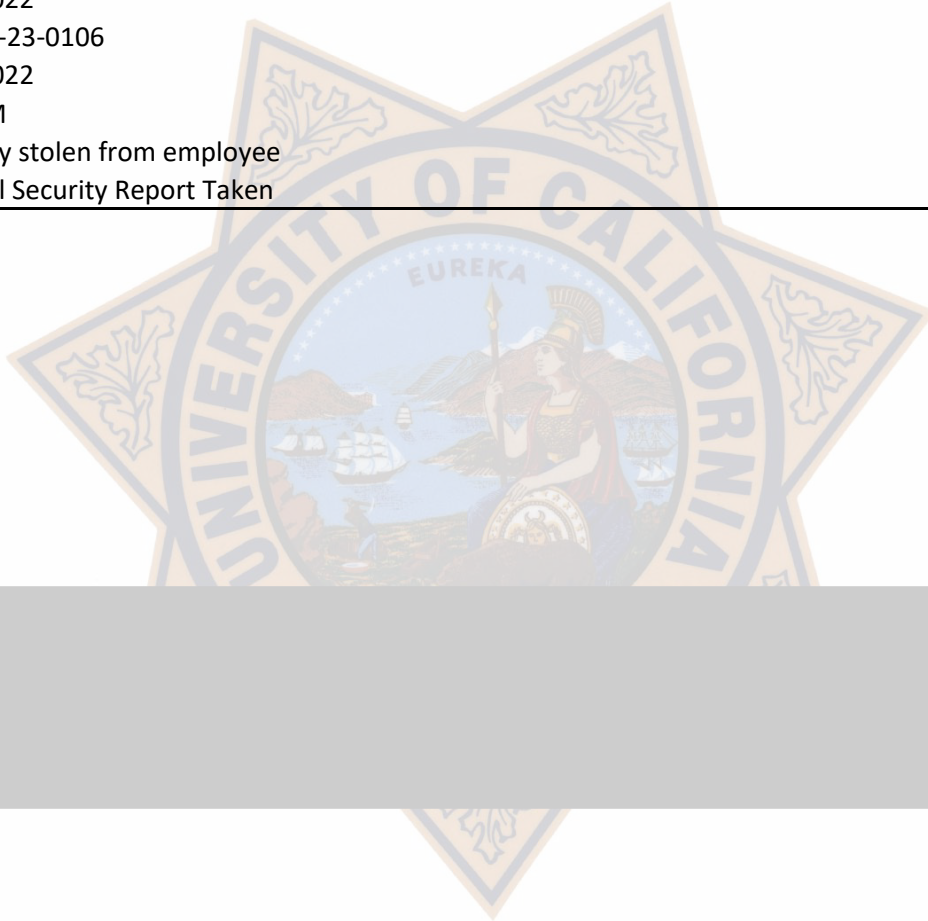 022
-23-0106
022
M
y stolen from employee
l Security Report Taken
UNIVERSITY OF CALIFORNIA
EUREKA